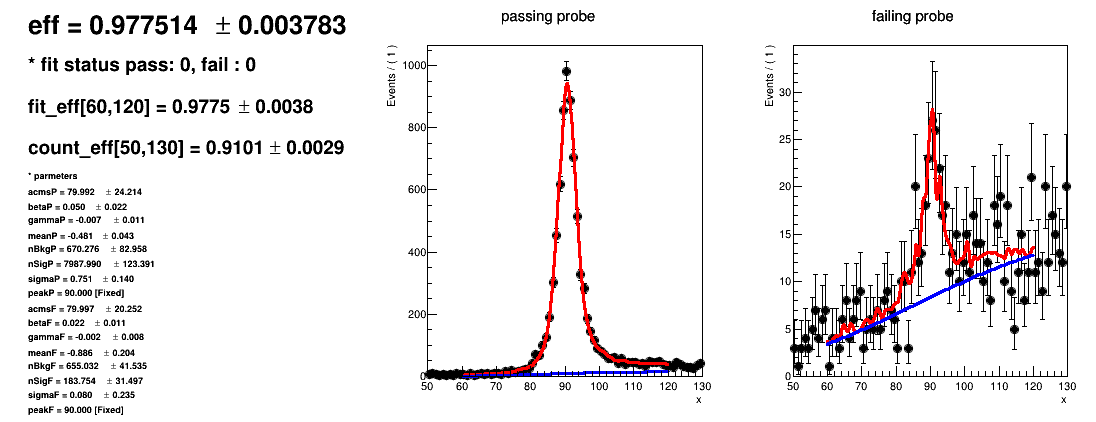 eff = 0.977514 ± 0.003783
* fit status pass: 0, fail : 0
fit_eff[60,120] = 0.9775 ± 0.0038
count_eff[50,130] = 0.9101 ± 0.0029
* parmeters
acmsP = 79.992 ± 24.214
betaP = 0.050 ± 0.022
gammaP = -0.007 ± 0.011
meanP = -0.481 ± 0.043
nBkgP = 670.276 ± 82.958
nSigP = 7987.990 ± 123.391
sigmaP = 0.751 ± 0.140
peakP = 90.000 [Fixed]
acmsF = 79.997 ± 20.252
betaF = 0.022 ± 0.011
gammaF = -0.002 ± 0.008
meanF = -0.886 ± 0.204
nBkgF = 655.032 ± 41.535
nSigF = 183.754 ± 31.497
sigmaF = 0.080 ± 0.235
peakF = 90.000 [Fixed]
passing probe
Events / ( 1 )
1000
800
600
400
200
0
50 60 70 80 90 100 110 120 130
x
failing probe
Events / ( 1 )
30
25
20
15
10
5
0
50 60 70 80 90 100 110 120 130
x